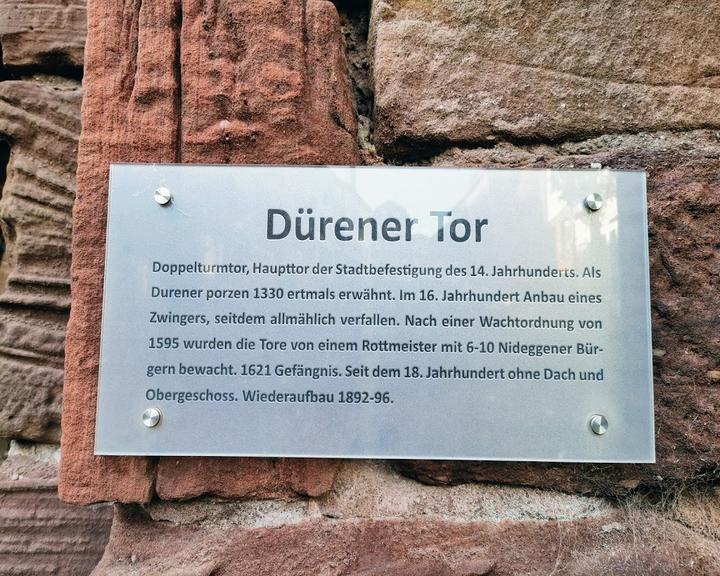 Dürener Tor
Doppelturmtor, Haupttor der Stadtbefestigung des 14. Jahrhunderts. Als
Durener porzen 1330 ertmals erwähnt. Im 16. Jahrhundert Anbau eines
Zwingers, seitdem allmählich verfallen. Nach einer Wachtordnung von
1595 wurden die Tore von einem Rottmeister mit 6-10 Nideggener Bür-
gern bewacht. 1621 Gefängnis. Seit dem 18. Jahrhundert ohne Dach und
Obergeschoss. Wiederaufbau 1892-96.